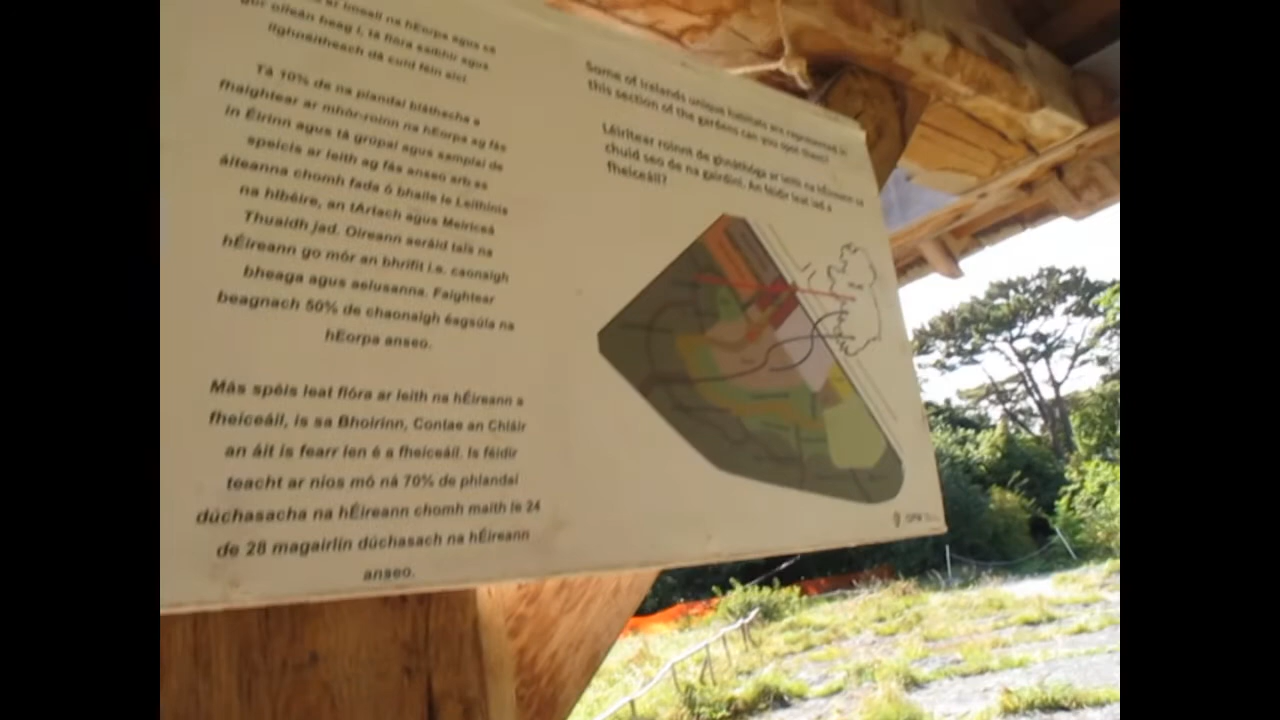 ar imeall na hEorpa agus cé
gur oileán beag í, tá flóra saibhir agus
ilghnéitheach dá cuid féin aici.
Tá 10% de na plandaí bláthacha a
fhaightear ar mhór-roinn na hEorpa ag fás
in Éirinn agus tá grúpaí agus samplaí de
speicis ar leith ag fás anseo arb as
áiteanna chomh fada ó bhaile le Leithinis
na hIbéire, an tArtach agus Meiriceá
Thuaidh iad. Oireann aeráid tais na
hÉireann go mór an bhrifít i.e. caonaigh
bheaga agus aelusanna. Faightear
beagnach 50% de chaonaigh éagsúla na
hEorpa anseo.
Más spéis leat flóra ar leith na hÉireann a
fheiceáil, is sa Bhoirinn, Contae an Chláir
an áit is fearr len é a fheiceáil. Is féidir
teacht ar níos mó ná 70% de phlandaí
dúchasacha na hÉireann chomh maith le 24
de 28 magairlín dúchasach na hÉireann
anseo.
Some of Irelands unique habitats are represented in
this section of the gardens can you spot them?
Léirítear roinnt de ghnáthóga ar leith na hÉireann sa
chuid seo de na gairdíní. An féidir leat iad a
fheiceáil?
OPW